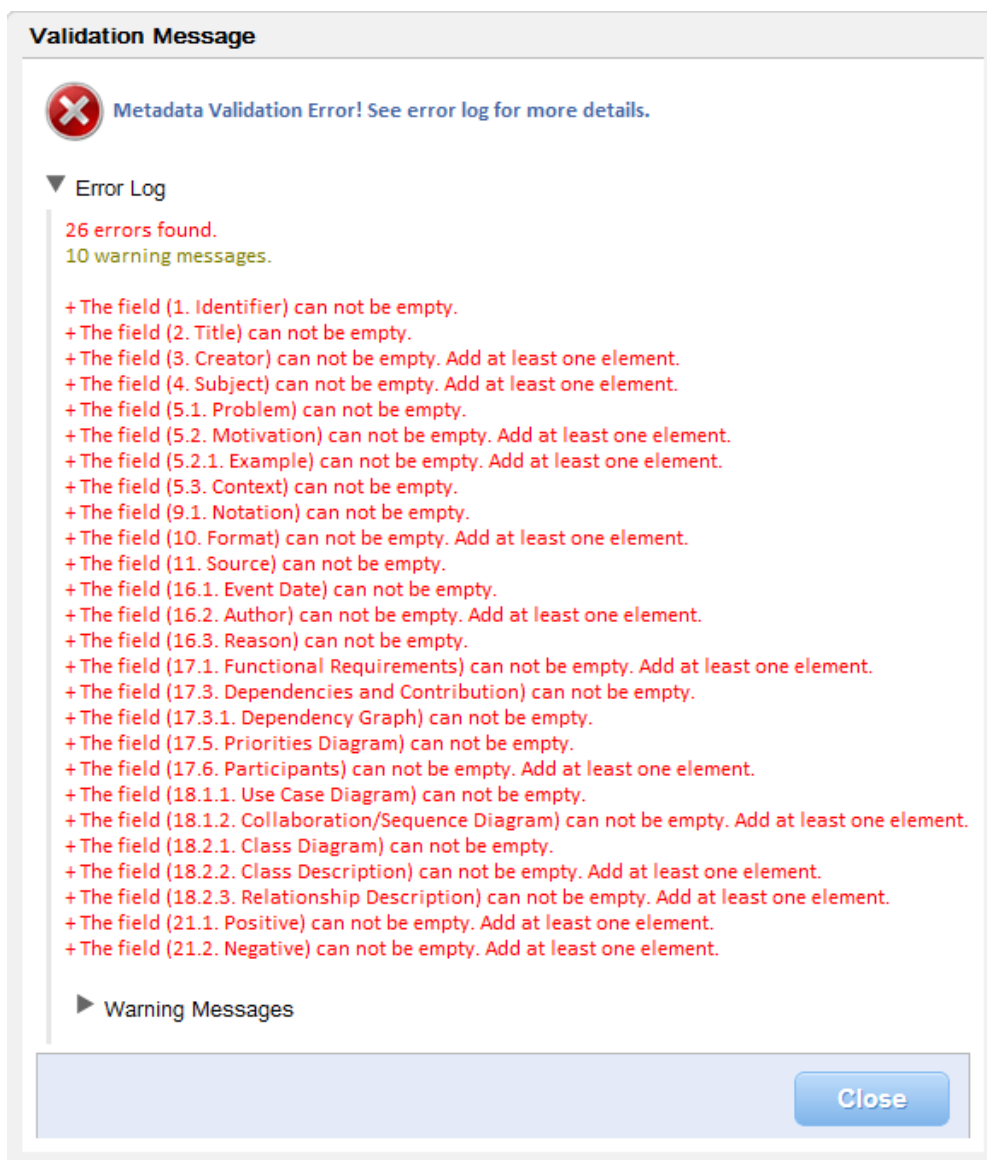 Validation Message
Metadata Validation Error! See error log for more details.
Error Log
26 errors found.
10 warning messages.
+ The field (1. Identifier) can not be empty.
+ The field (2. Title) can not be empty.
+ The field (3. Creator) can not be empty. Add at least one element.
+ The field (4. Subject) can not be empty. Add at least one element.
+ The field (5.1. Problem) can not be empty.
+ The field (5.2. Motivation) can not be empty. Add at least one element.
+ The field (5.2.1. Example) can not be empty. Add at least one element.
+ The field (5.3. Context) can not be empty.
+ The field (9.1. Notation) can not be empty.
+ The field (10. Format) can not be empty. Add at least one element.
+ The field (11. Source) can not be empty.
+ The field (16.1. Event Date) can not be empty.
+ The field (16.2. Author) can not be empty. Add at least one element.
+ The field (16.3. Reason) can not be empty.
+ The field (17.1. Functional Requirements) can not be empty. Add at least one element.
+ The field (17.3. Dependencies and Contribution) can not be empty.
+ The field (17.3.1. Dependency Graph) can not be empty.
+ The field (17.5. Priorities Diagram) can not be empty.
+ The field (17.6. Participants) can not be empty. Add at least one element.
+ The field (18.1.1. Use Case Diagram) can not be empty.
+ The field (18.1.2. Collaboration/Sequence Diagram) can not be empty. Add at least one element.
+ The field (18.2.1. Class Diagram) can not be empty.
+ The field (18.2.2. Class Description) can not be empty. Add at least one element.
+ The field (18.2.3. Relationship Description) can not be empty. Add at least one element.
+ The field (21.1. Positive) can not be empty. Add at least one element.
+ The field (21.2. Negative) can not be empty. Add at least one element.
Warning Messages
Close